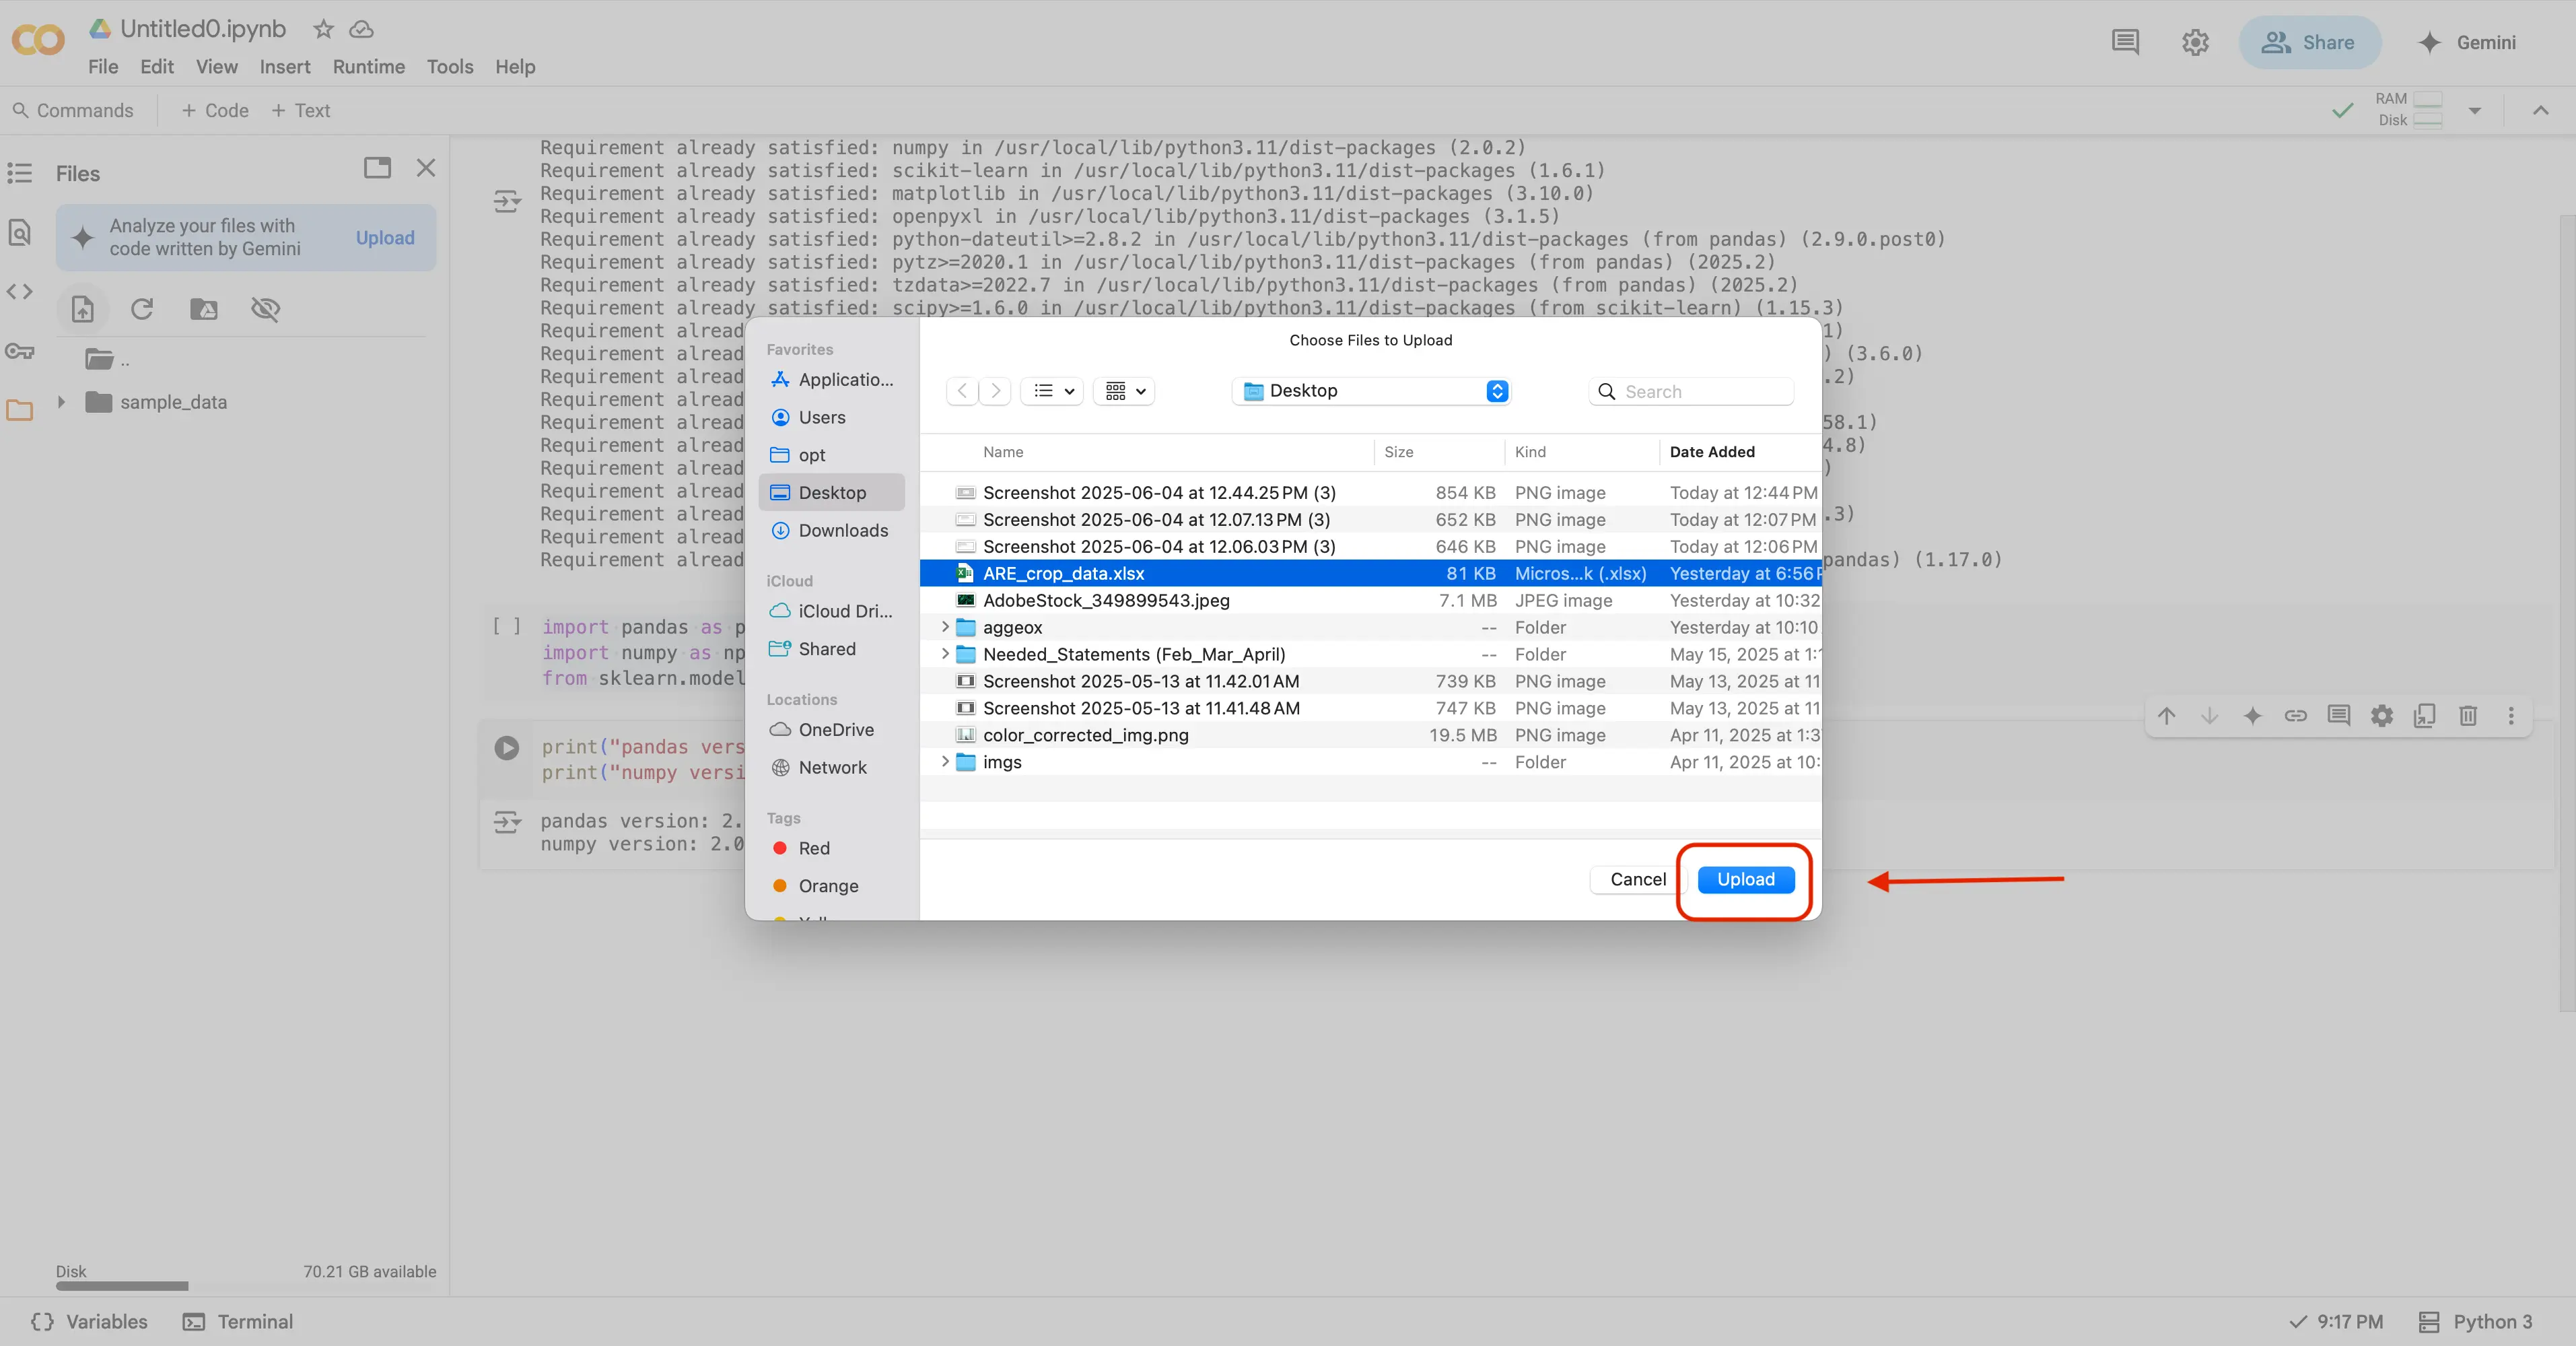 CO Untitled0.ipynb
File Edit View Insert Runtime Tools Help
Share Gemini
Commands + Code + Text
RAM
Disk
Files
Analyze your files with
code written by Gemini
Upload
..
sample_data
Disk 70.21 GB available
Requirement already satisfied: numpy in /usr/local/lib/python3.11/dist-packages (2.0.2)
Requirement already satisfied: scikit-learn in /usr/local/lib/python3.11/dist-packages (1.6.1)
Requirement already satisfied: matplotlib in /usr/local/lib/python3.11/dist-packages (3.10.0)
Requirement already satisfied: openpyxl in /usr/local/lib/python3.11/dist-packages (3.1.5)
Requirement already satisfied: python-dateutil>=2.8.2 in /usr/local/lib/python3.11/dist-packages (from pandas) (2.9.0.post0)
Requirement already satisfied: pytz>=2020.1 in /usr/local/lib/python3.11/dist-packages (from pandas) (2025.2)
Requirement already satisfied: tzdata>=2022.7 in /usr/local/lib/python3.11/dist-packages (from pandas) (2025.2)
Requirement already satisfied: scipy>=1.6.0 in /usr/local/lib/python3.11/dist-packages (from scikit-learn) (1.15.3)
Requirement alread 1)
Requirement alread ) (3.6.0)
Requirement alread .2)
Requirement alread
Requirement alread 58.1)
Requirement alread 4.8)
Requirement alread )
Requirement alread
Requirement alread .3)
Requirement alread
Requirement alread pandas) (1.17.0)
[ ] import pandas as p
import numpy as np
from sklearn.model
print("pandas vers
print("numpy versi
pandas version: 2.
numpy version: 2.0
Choose Files to Upload
Favorites
Applicatio...
Users
opt
Desktop
Downloads
iCloud
iCloud Dri...
Shared
Locations
OneDrive
Network
Tags
Red
Orange
Desktop
Search
Name Size Kind Date Added
Screenshot 2025-06-04 at 12.44.25 PM (3) 854 KB PNG image Today at 12:44 PM
Screenshot 2025-06-04 at 12.07.13 PM (3) 652 KB PNG image Today at 12:07 PM
Screenshot 2025-06-04 at 12.06.03 PM (3) 646 KB PNG image Today at 12:06 PM
ARE_crop_data.xlsx 81 KB Micros...k (.xlsx) Yesterday at 6:56
AdobeStock_349899543.jpeg 7.1 MB JPEG image Yesterday at 10:32
aggeox -- Folder Yesterday at 10:10
Needed_Statements (Feb_Mar_April) -- Folder May 15, 2025 at 1:
Screenshot 2025-05-13 at 11.42.01 AM 739 KB PNG image May 13, 2025 at 11
Screenshot 2025-05-13 at 11.41.48 AM 747 KB PNG image May 13, 2025 at 11
color_corrected_img.png 19.5 MB PNG image Apr 11, 2025 at 1:3
imgs -- Folder Apr 11, 2025 at 10:
Cancel Upload
Variables Terminal
9:17 PM Python 3